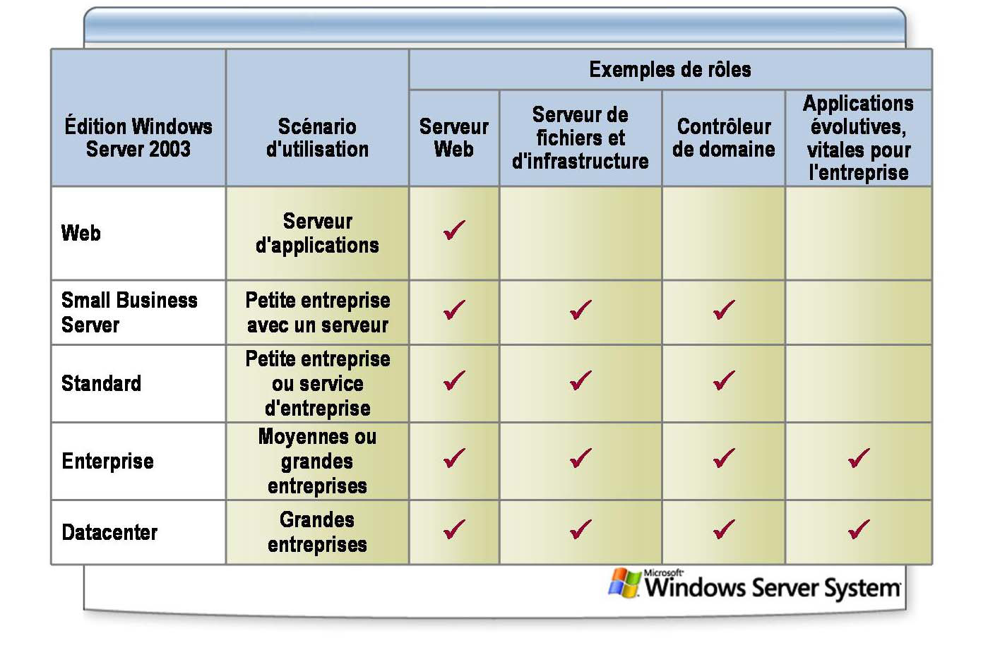 Exemples de rôles
Édition Windows
Server 2003
Scénario
d'utilisation
Serveur
Web
Serveur de
fichiers et
d'infrastructure
Contrôleur
de domaine
Applications
évolutives,
vitales pour
l'entreprise
Web
Serveur
d'applications
✓
Small Business
Server
Petite entreprise
avec un serveur
✓ ✓ ✓
Standard
Petite entreprise
ou service
d'entreprise
✓ ✓ ✓
Enterprise
Moyennes ou
grandes
entreprises
✓ ✓ ✓ ✓
Datacenter
Grandes
entreprises
✓ ✓ ✓ ✓
Microsoft
Windows Server System